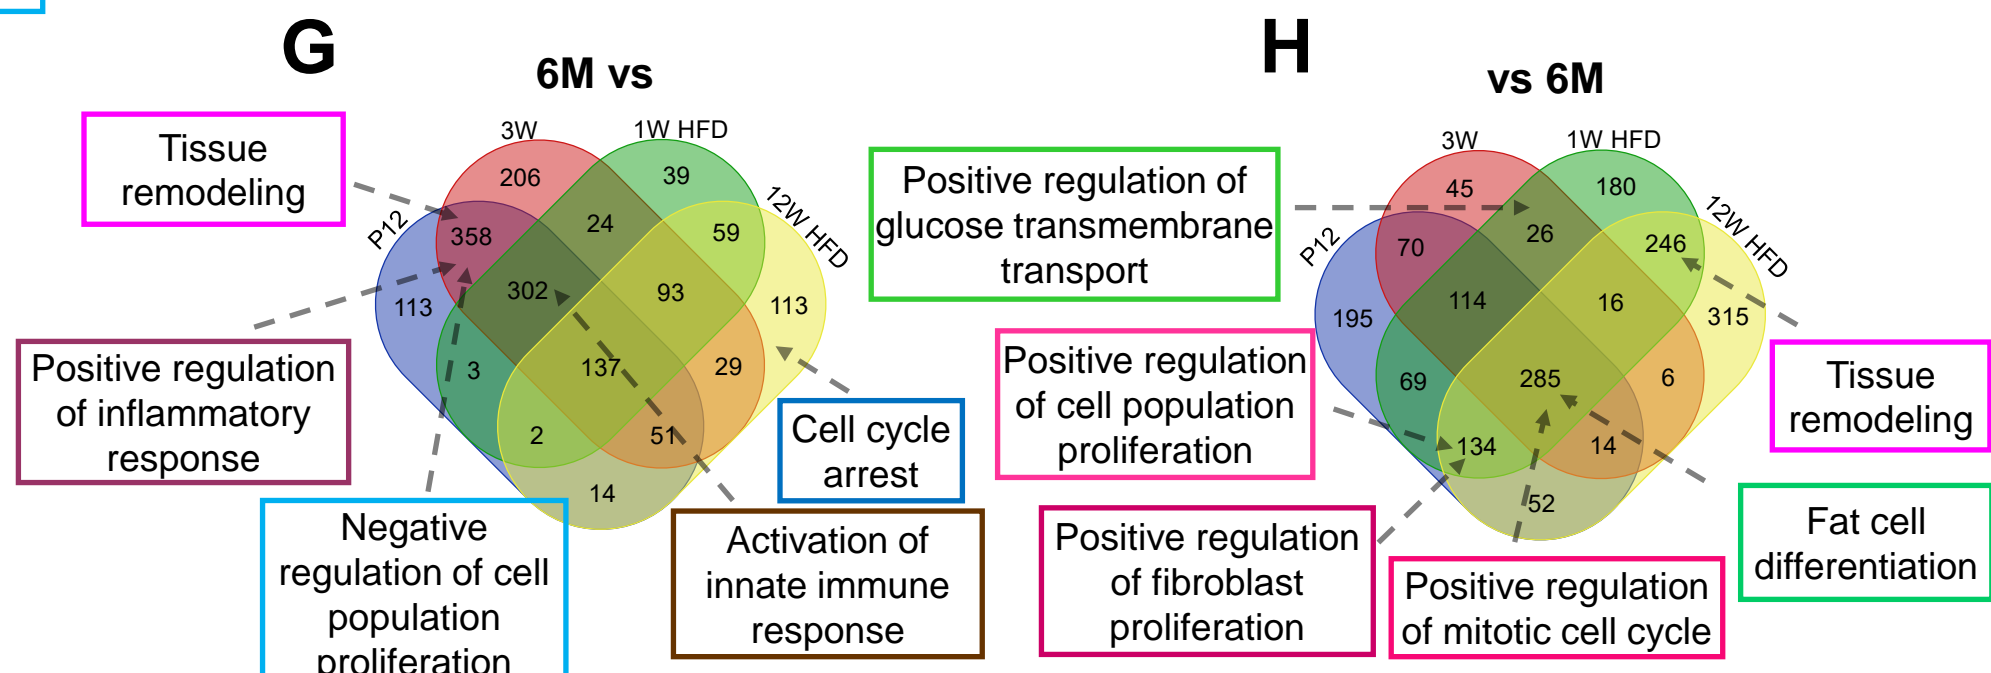 G
6M vs
Tissue
remodeling
3W
1W HFD
12W HFD
P12
206
39
358
24
59
302
93
113
113
3
137
29
2
51
14
Positive regulation
of inflammatory
response
Negative
regulation of cell
population
proliferation
Cell cycle
arrest
Activation of
innate immune
response
H
vs 6M
3W
1W HFD
12W HFD
P12
45
180
70
26
246
114
16
195
315
69
285
6
134
14
52
Positive regulation of
glucose transmembrane
transport
Positive regulation
of cell population
proliferation
Positive regulation
of fibroblast
proliferation
Positive regulation
of mitotic cell cycle
Tissue
remodeling
Fat cell
differentiation